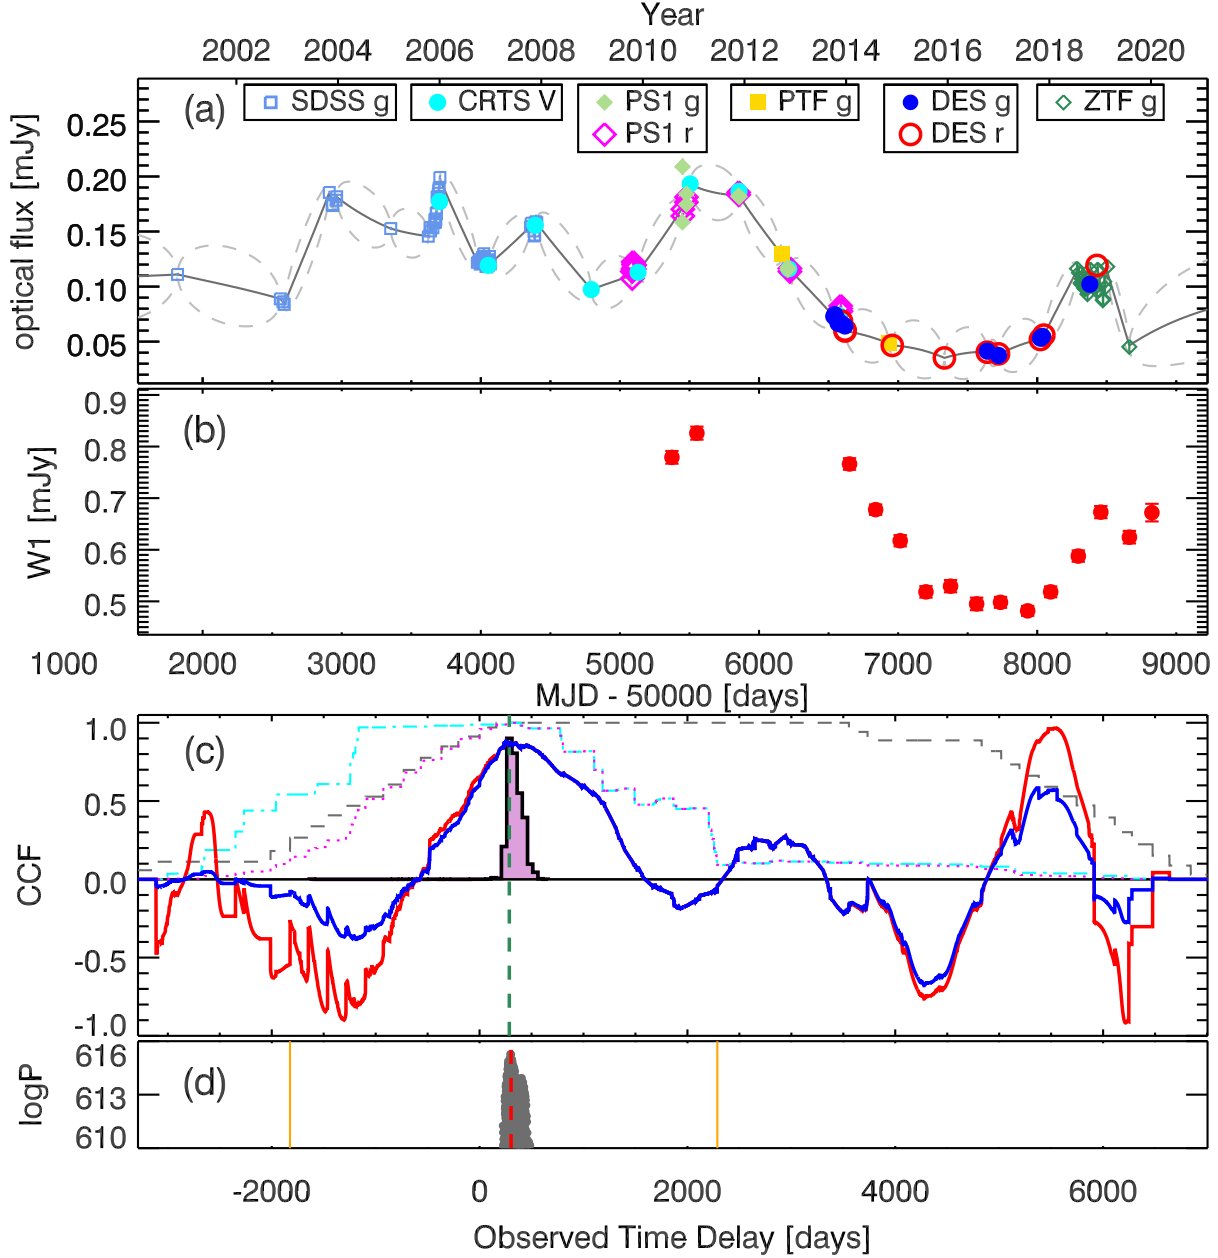 Year
2002 2004 2006 2008 2010 2012 2014 2016 2018 2020
(a)
SDSS g
CRTS V
PS1 g
PS1 r
PTF g
DES g
DES r
ZTF g
optical flux [mJy]
0.25
0.20
0.15
0.10
0.05
(b)
W1 [mJy]
0.9
0.8
0.7
0.6
0.5
1000 2000 3000 4000 5000 6000 7000 8000 9000
MJD - 50000 [days]
(c)
CCF
1.0
0.5
0.0
-0.5
-1.0
(d)
logP
616
613
610
-2000 0 2000 4000 6000
Observed Time Delay [days]